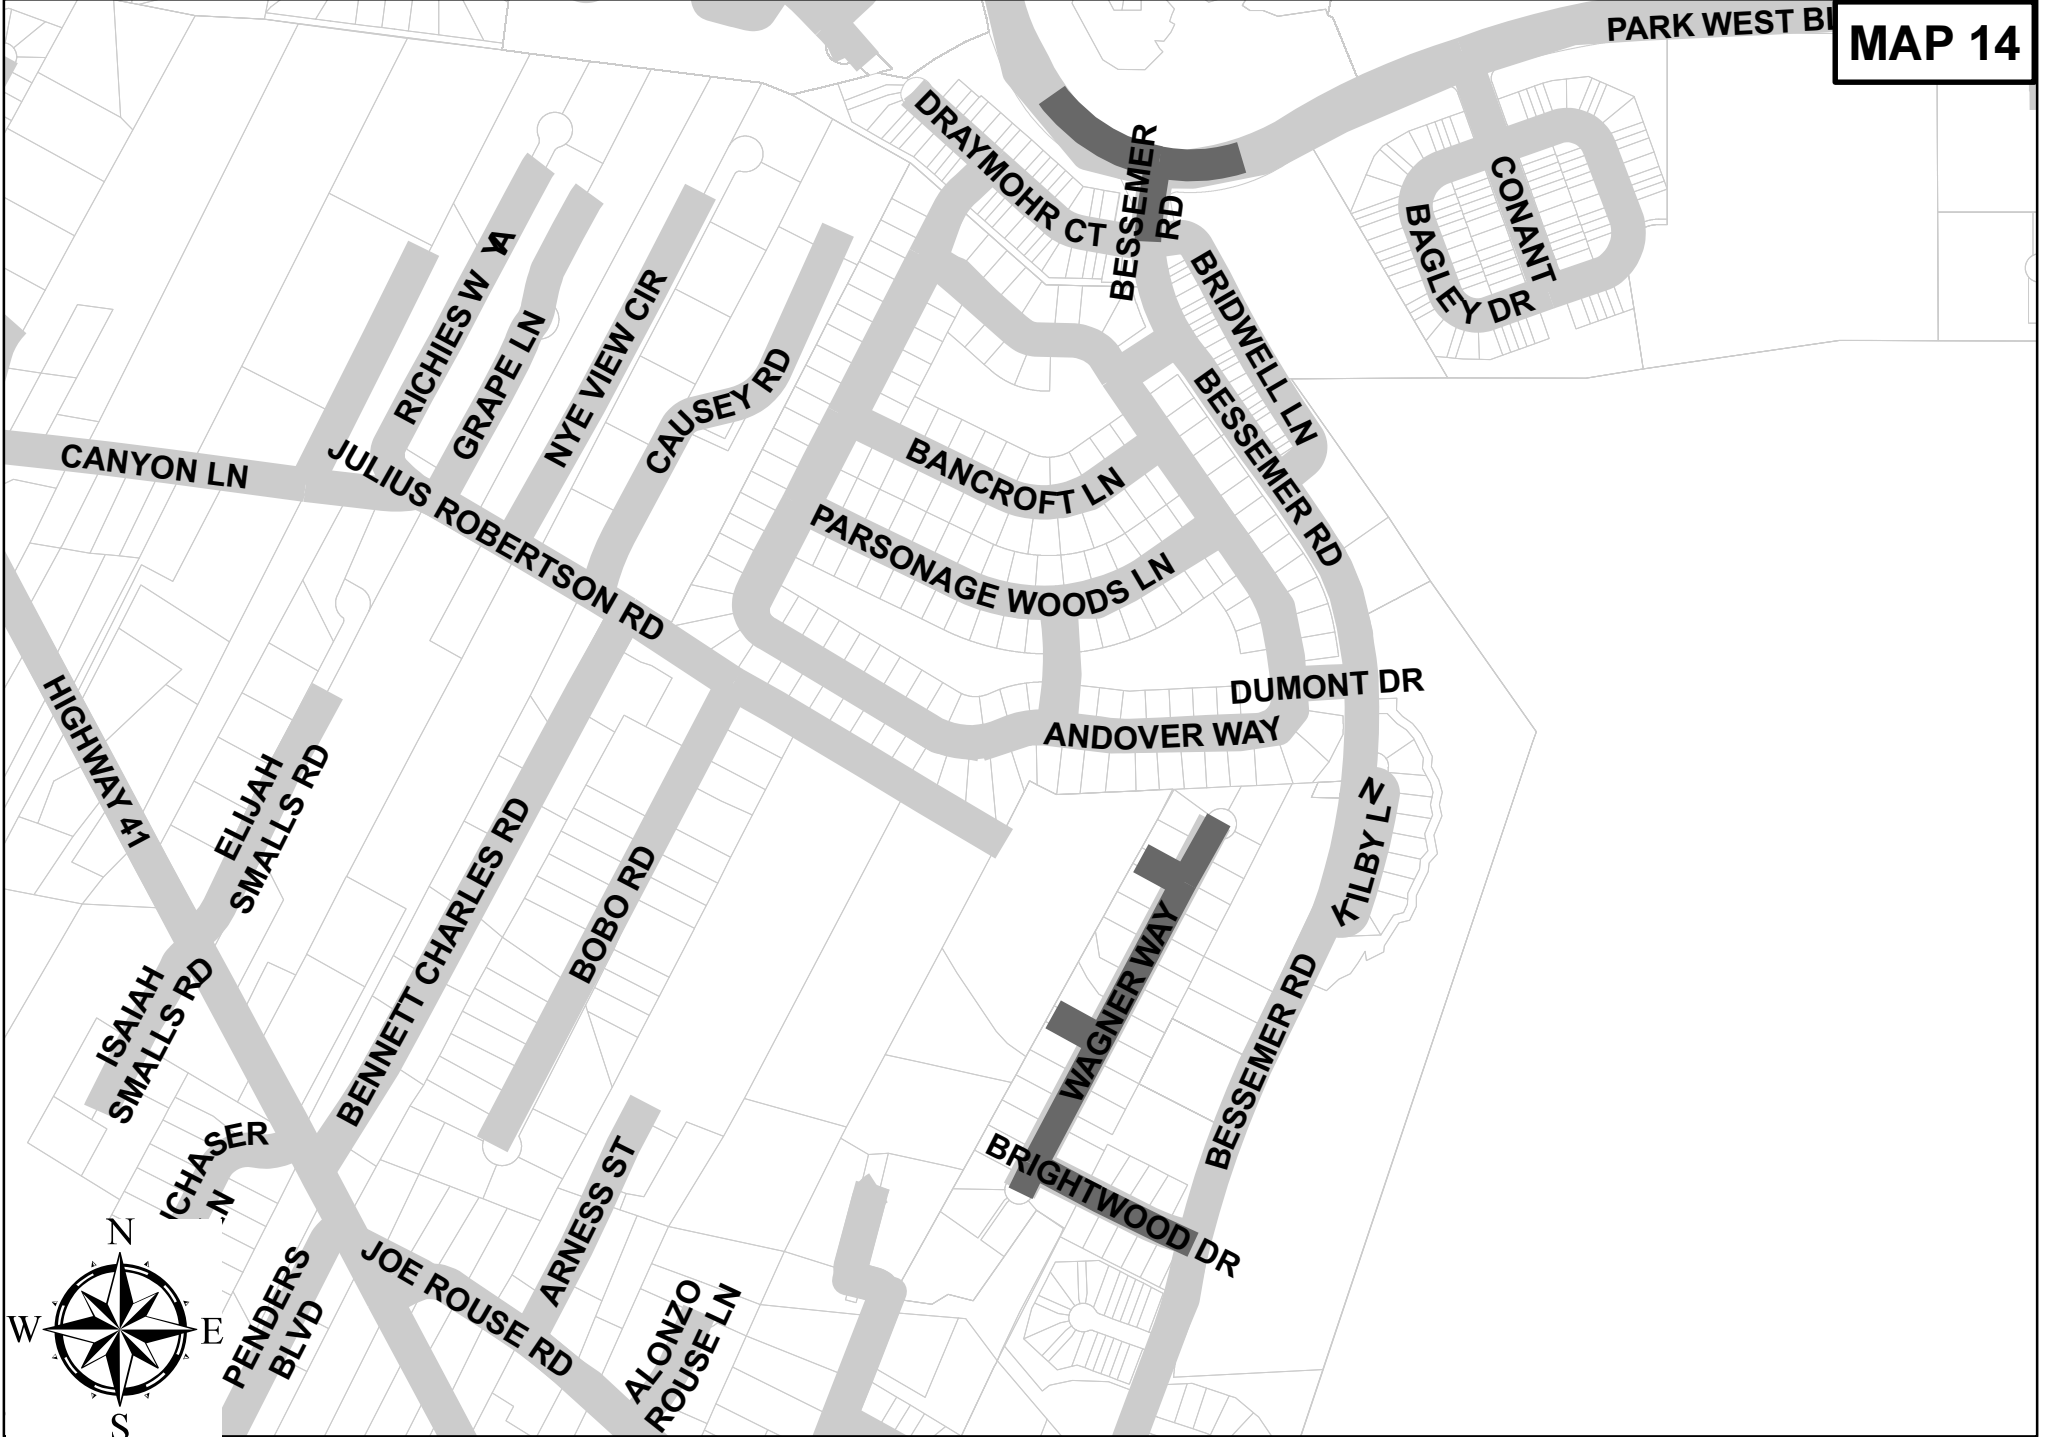 PARK WEST BL
MAP 14
DRAYMOHR CT
BESSEMER
RD
CONANT
BAGLEY DR
BRIDWELL LN
RICHIES WYA
GRAPE LN
NYE VIEW CIR
CAUSEY RD
BESSEMER RD
CANYON LN
JULIUS ROBERTSON RD
BANCROFT LN
PARSONAGE WOODS LN
DUMONT DR
ANDOVER WAY
HIGHWAY 41
ELIJAH
SMALLS RD
KILBY LN
BENNETT CHARLES RD
BOBO RD
WAGNER WAY
BESSEMER RD
ISAIAH
SMALLS RD
CHASER
N
BRIGHTWOOD DR
ARNESS ST
JOE ROUSE RD
PENDERS
BLVD
ALONZO
ROUSE LN
N
W
E
S